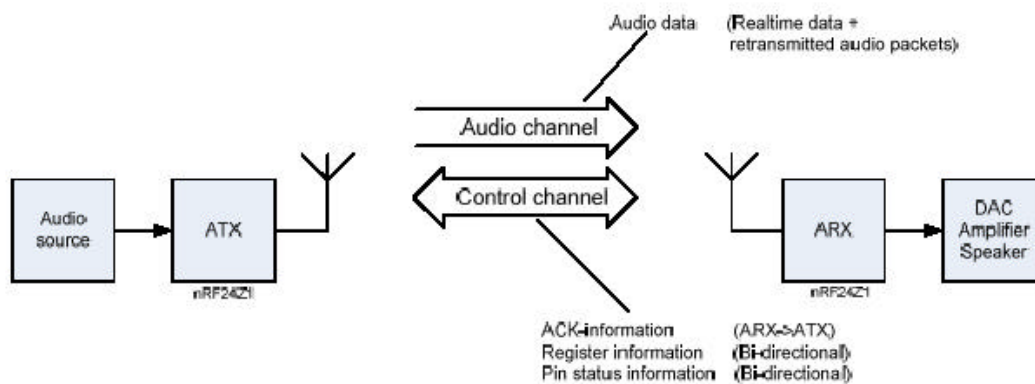 Audio data (Realtime data +
retransmitted audio packets)
Audio channel
Control channel
Audio
source
ATX
nRF24Z1
ARX
nRF24Z1
DAC
Amplifier
Speaker
ACK-information (ARX->ATX)
Register information (Bi-directional)
Pin status information (Bi-directional)